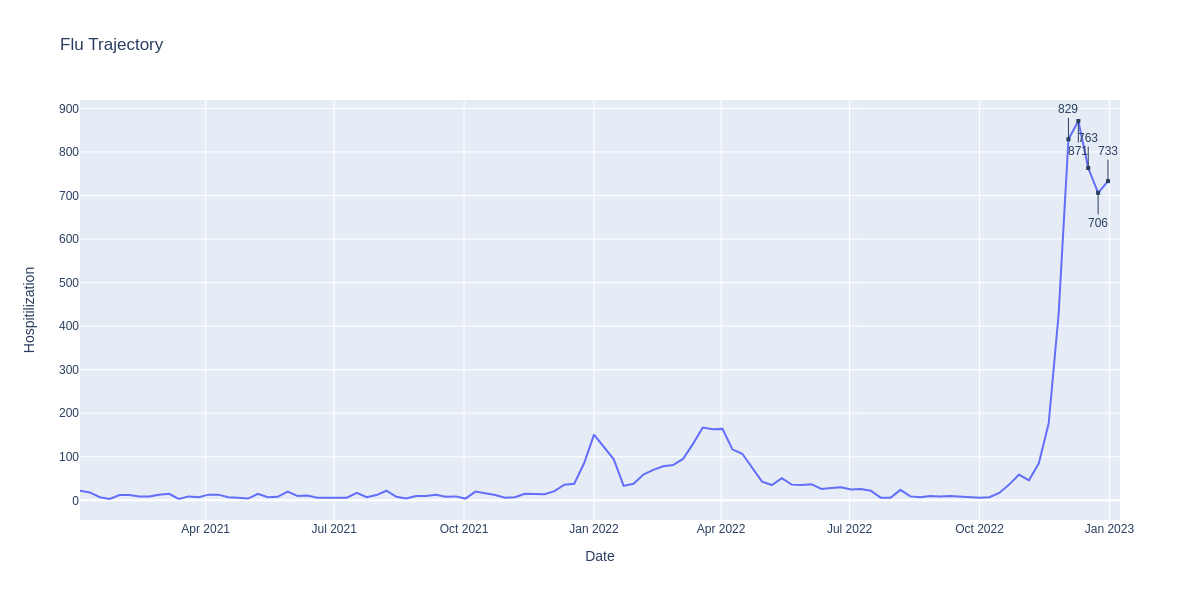 Flu Trajectory
900
800
700
600
500
400
300
200
100
0
Hospitilization
829
763
871
733
706
Apr 2021
Jul 2021
Oct 2021
Jan 2022
Apr 2022
Jul 2022
Oct 2022
Jan 2023
Date